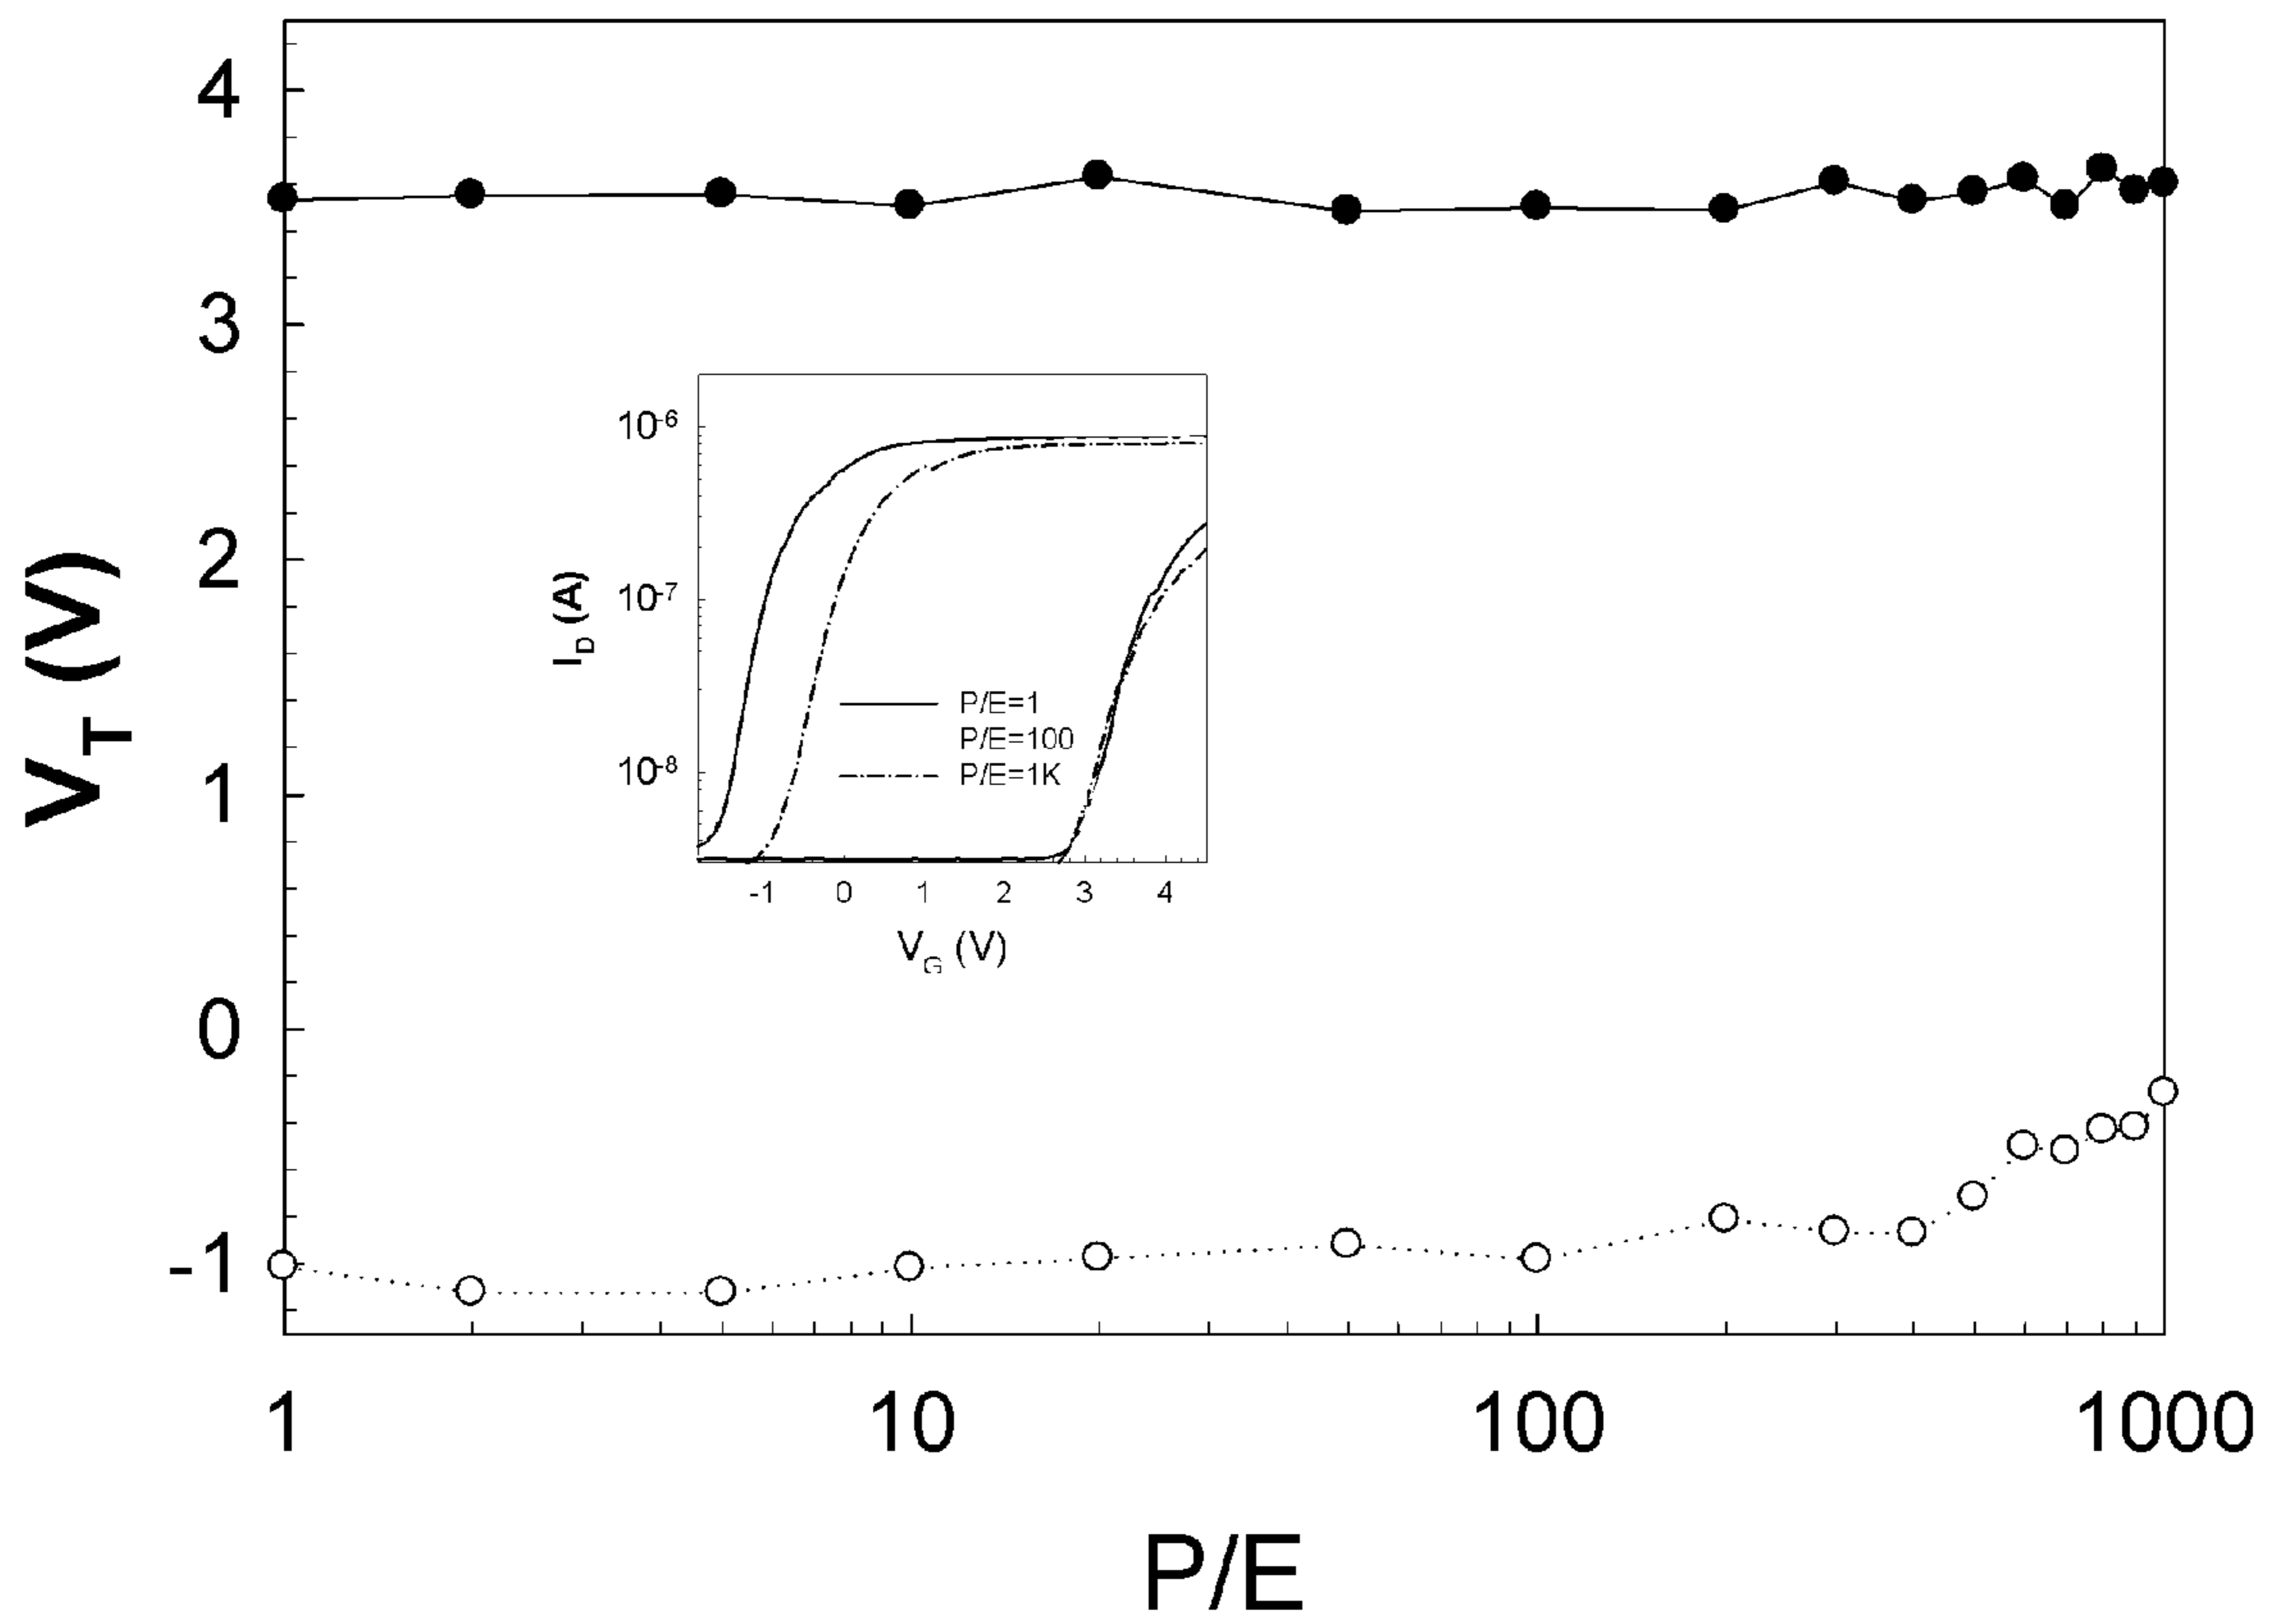 4
3
2
1
0
-1
V_T (V)
10^-6
10^-7
10^-8
I_D (A)
P/E=1
P/E=100
P/E=1K
-1 0 1 2 3 4
V_G (V)
1 10 100 1000
P/E